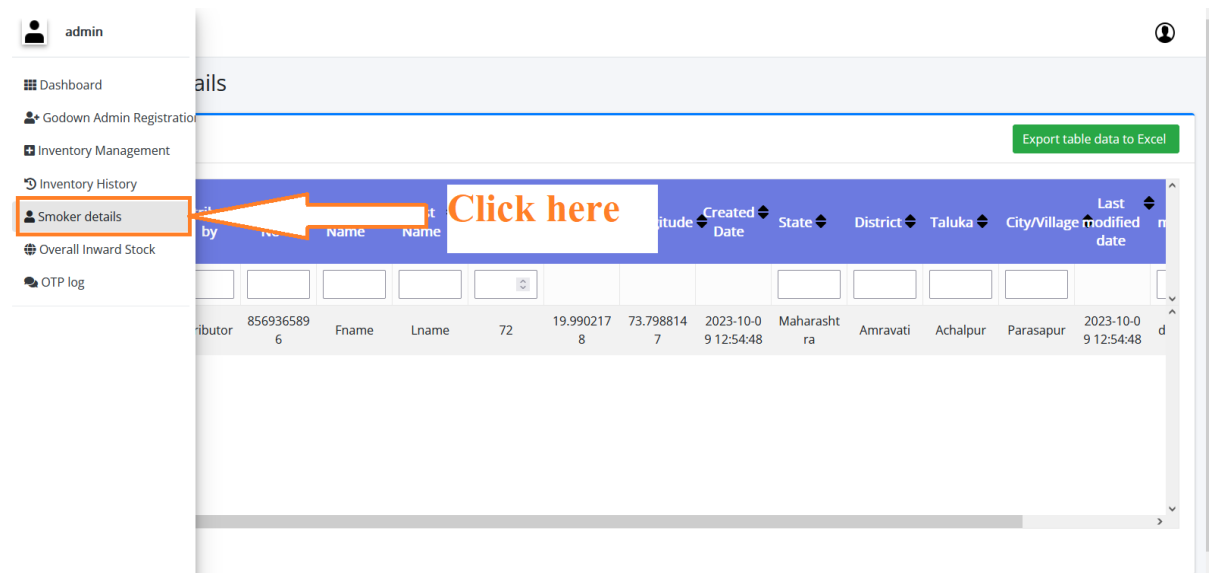 admin
Dashboard
ails
Godown Admin Registration
Export table data to Excel
Inventory Management
Inventory History
Smoker details
Click here
by
Name
Name
itude
Created
Date
State
District
Taluka
City/Village
Last
modified
date
Overall Inward Stock
OTP log
ributor
856936589
6
Fname
Lname
72
19.990217
8
73.798814
7
2023-10-0
9 12:54:48
Maharasht
ra
Amravati
Achalpur
Parasapur
2023-10-0
9 12:54:48
d